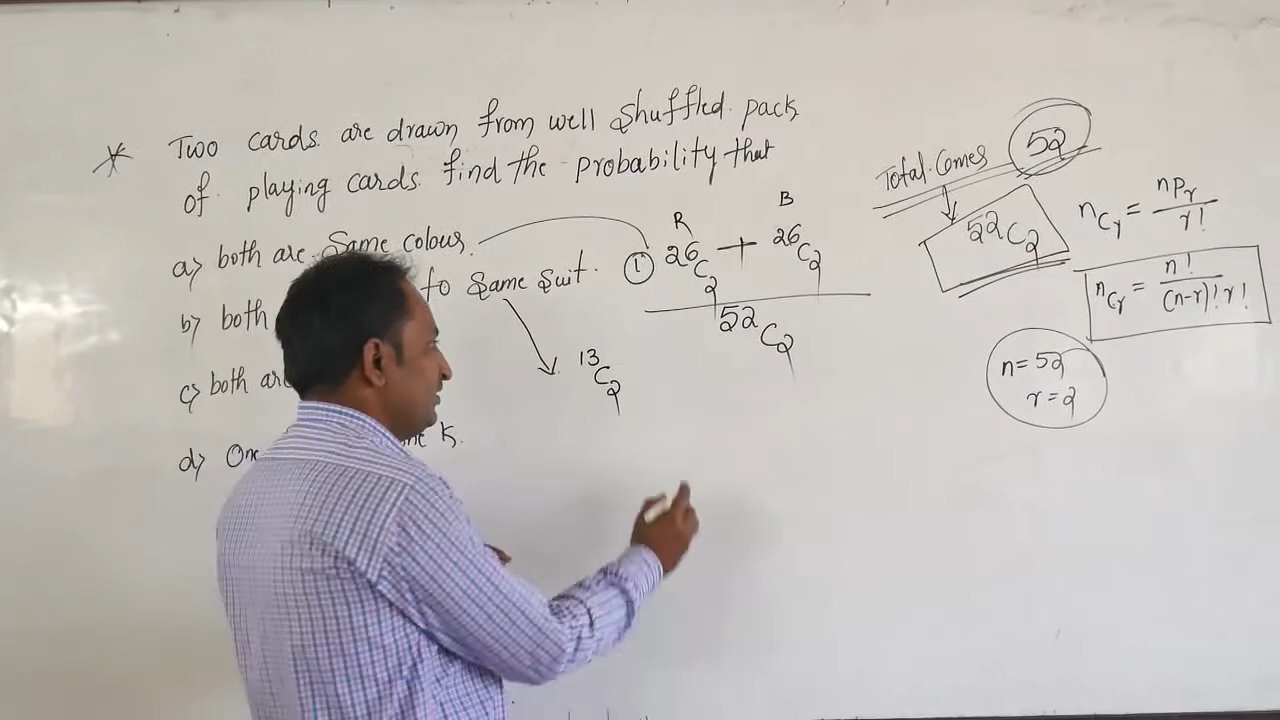 * Two cards are drawn from well shuffled pack
of playing cards find the probability that
a) both are same colour.
b) both to same suit.
c) both are
d) One K.
① R 26C2 + B 26C2
52C2
13C2
Total Comes 52
52C2
nCr = nPr / r!
nCr = n! / (n-r)! r!
n=52
r=2